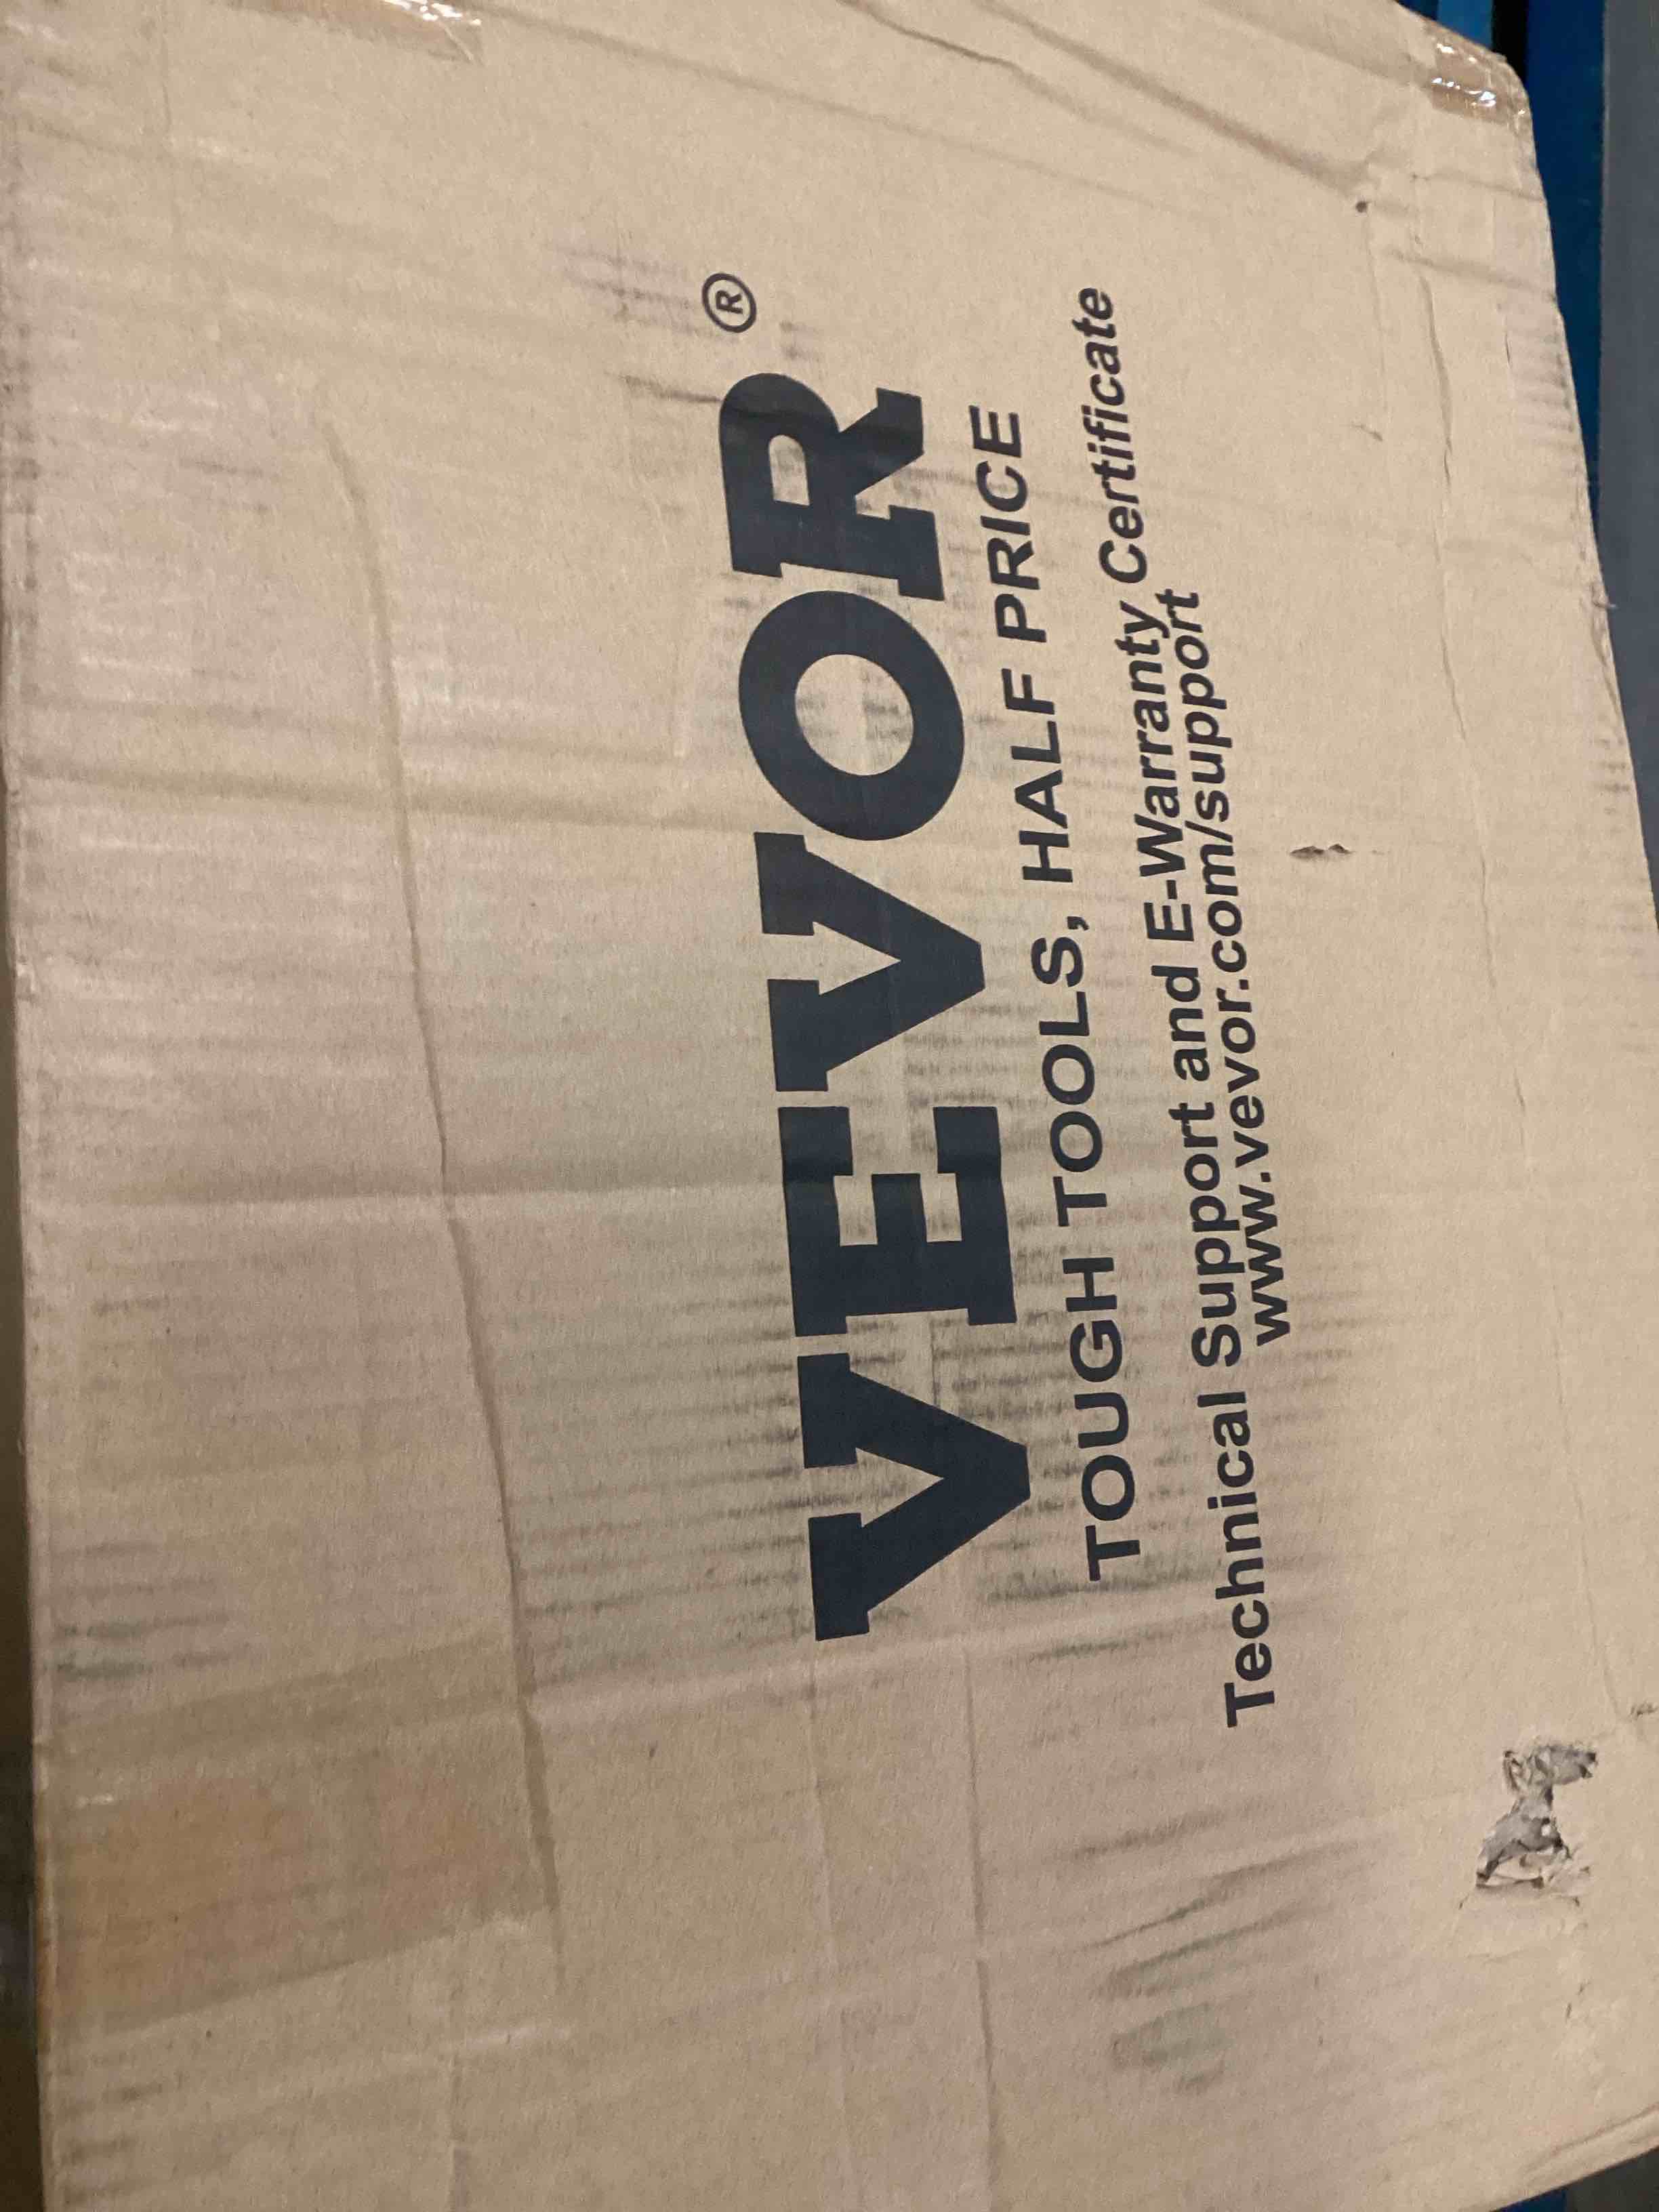 VEVOR®
TOUGH TOOLS, HALF PRICE
Technical Support and E-Warranty Certificate
www.vevor.com/support